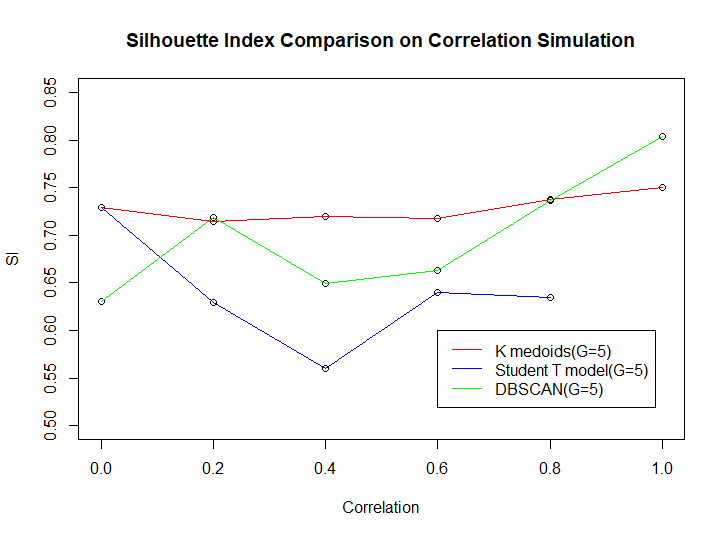 Silhouette Index Comparison on Correlation Simulation
SI
0.85
0.80
0.75
0.70
0.65
0.60
0.55
0.50
K medoids(G=5)
Student T model(G=5)
DBSCAN(G=5)
0.0 0.2 0.4 0.6 0.8 1.0
Correlation